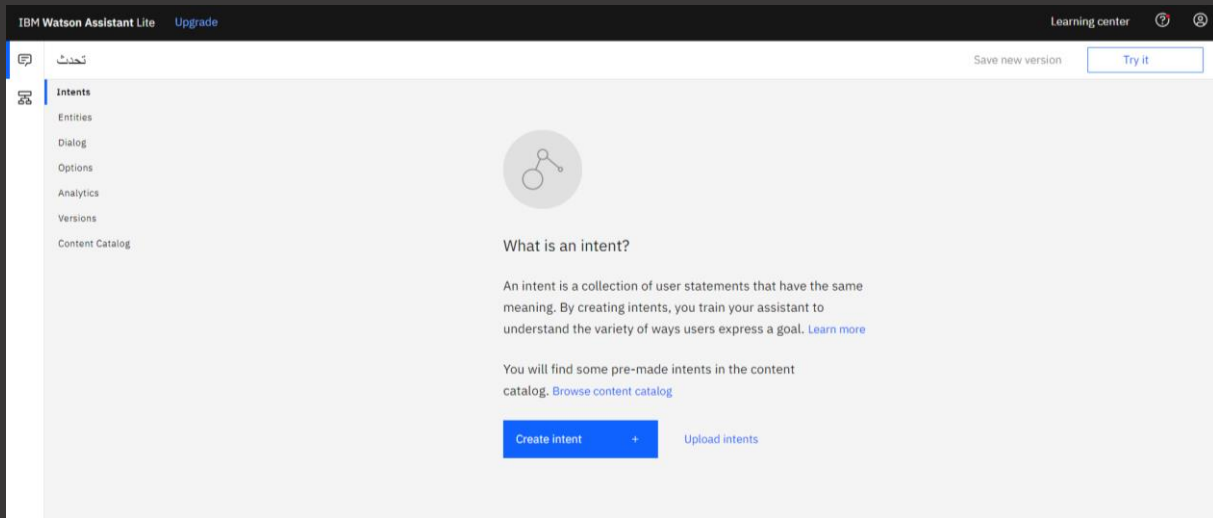 IBM Watson Assistant Lite Upgrade Learning center
تحدث Save new version Try it
Intents
Entities
Dialog
Options
Analytics
Versions
Content Catalog
What is an intent?
An intent is a collection of user statements that have the same
meaning. By creating intents, you train your assistant to
understand the variety of ways users express a goal. Learn more
You will find some pre-made intents in the content
catalog. Browse content catalog
Create intent + Upload intents